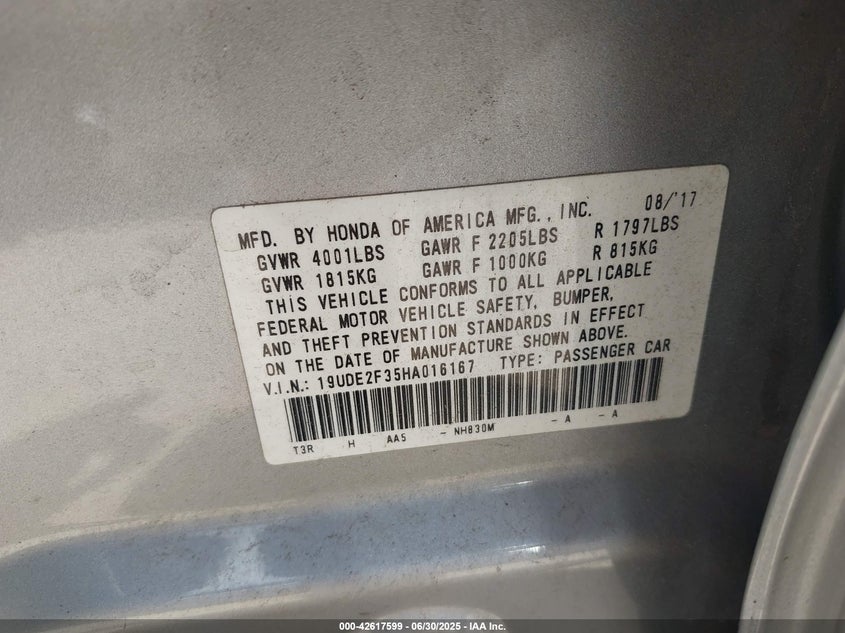 MFD. BY HONDA OF AMERICA MFG., INC. 08/'17
GVWR 4001LBS GAWR F 2205LBS R 1797LBS
GVWR 1815KG GAWR F 1000KG R 815KG
THIS VEHICLE CONFORMS TO ALL APPLICABLE
FEDERAL MOTOR VEHICLE SAFETY, BUMPER,
AND THEFT PREVENTION STANDARDS IN EFFECT
ON THE DATE OF MANUFACTURE SHOWN ABOVE.
V.I.N.: 19UDE2F35HA016167 TYPE: PASSENGER CAR
T3R H AA5 - NH830M - A - A
000-42617599 - 06/30/2025 - IAA Inc.